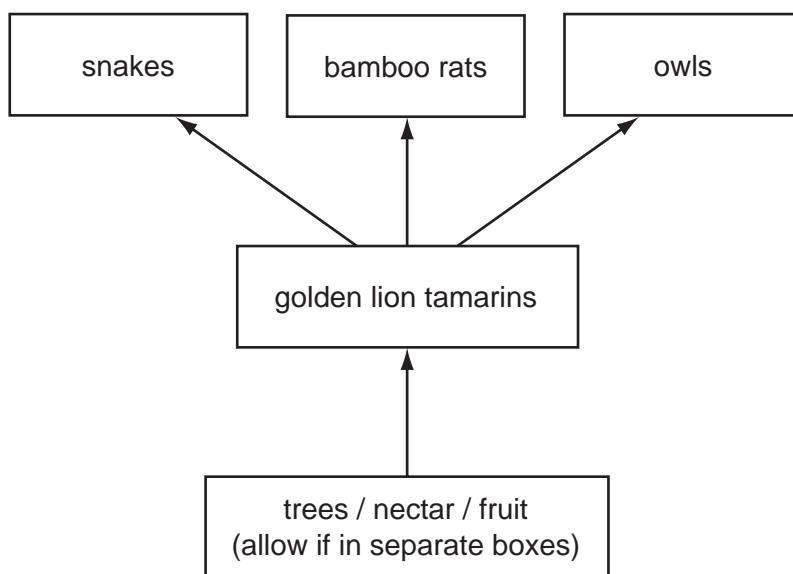 snakes
bamboo rats
owls
golden lion tamarins
trees / nectar / fruit
(allow if in separate boxes)